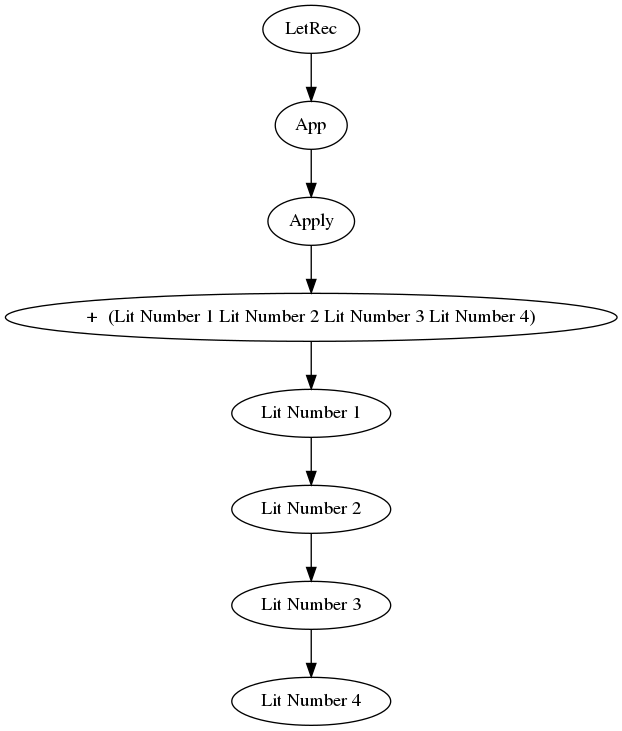 LetRec
App
Apply
+ (Lit Number 1 Lit Number 2 Lit Number 3 Lit Number 4)
Lit Number 1
Lit Number 2
Lit Number 3
Lit Number 4